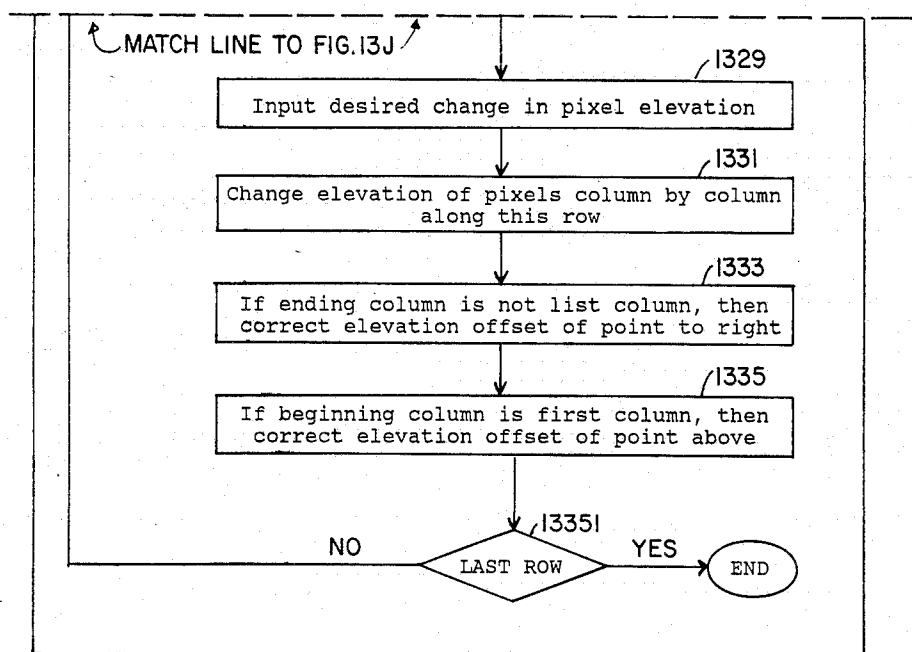 MATCH LINE TO FIG.13J
1329
Input desired change in pixel elevation
1331
Change elevation of pixels column by column
along this row
1333
If ending column is not list column, then
correct elevation offset of point to right
1335
If beginning column is first column, then
correct elevation offset of point above
13351
NO
LAST ROW
YES
END